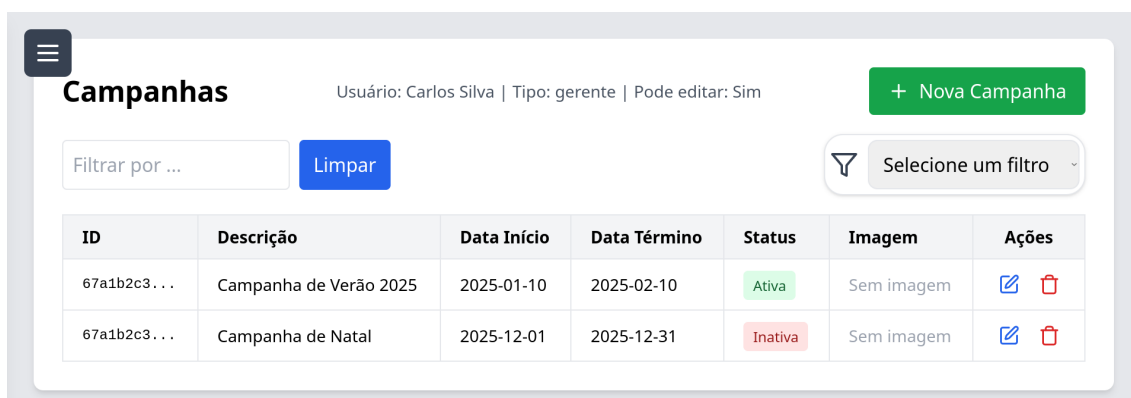 Campanhas Usuário: Carlos Silva | Tipo: gerente | Pode editar: Sim + Nova Campanha
Filtrar por ... Limpar Selecione um filtro
ID Descrição Data Início Data Término Status Imagem Ações
67a1b2c3... Campanha de Verão 2025 2025-01-10 2025-02-10 Ativa Sem imagem
67a1b2c3... Campanha de Natal 2025-12-01 2025-12-31 Inativa Sem imagem